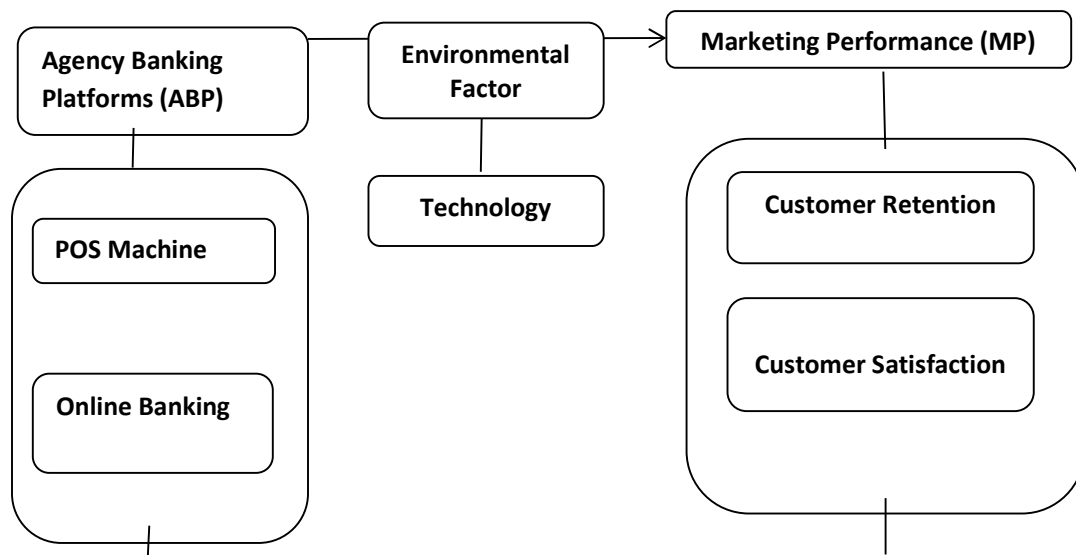 Agency Banking
Platforms (ABP)
Environmental
Factor
Marketing Performance (MP)
Technology
POS Machine
Online Banking
Customer Retention
Customer Satisfaction